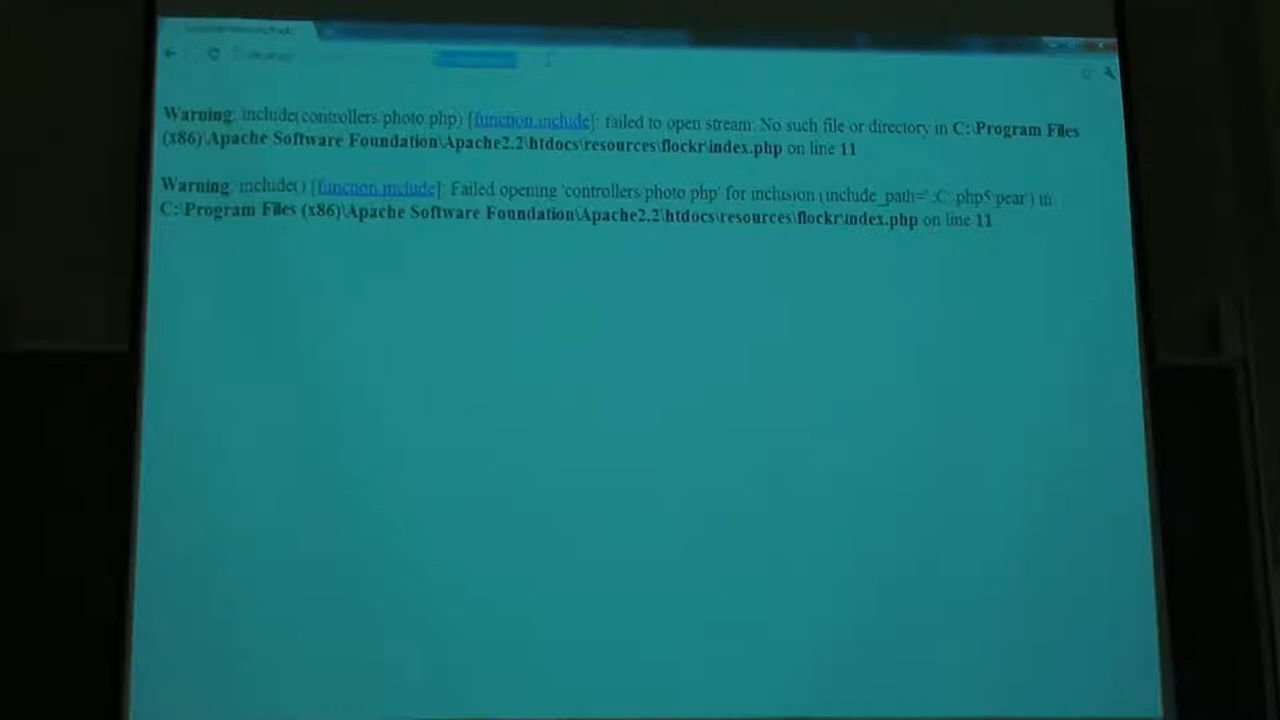 Warning: include(controllers/photo.php) [function.include]: failed to open stream: No such file or directory in C:\Program Files
(x86)\Apache Software Foundation\Apache2.2\htdocs\resources\flockr\index.php on line 11
Warning: include() [function.include]: Failed opening 'controllers/photo.php' for inclusion (include_path='.;C:\php5\pear') in
C:\Program Files (x86)\Apache Software Foundation\Apache2.2\htdocs\resources\flockr\index.php on line 11